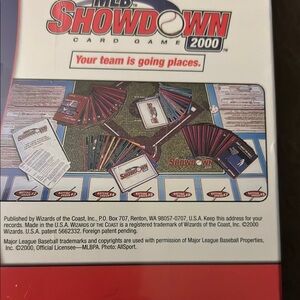 MLB™
SHOWDOWN™
CARD GAME 2000
Your team is going places.
SHOWDOWN
Published by Wizards of the Coast, Inc., P.O. Box 707, Renton, WA 98057-0707, U.S.A. Keep this address for your
records. Made in the U.S.A. WIZARDS OF THE COAST is a registered trademark of Wizards of the Coast, Inc. ©2000
Wizards. U.S.A. patent 5662332. Foreign patent pending.
Major League Baseball trademarks and copyrights are used with permission of Major League Baseball Properties,
Inc. ©2000, Official Licensee—MLBPA. Photo: AllSport.